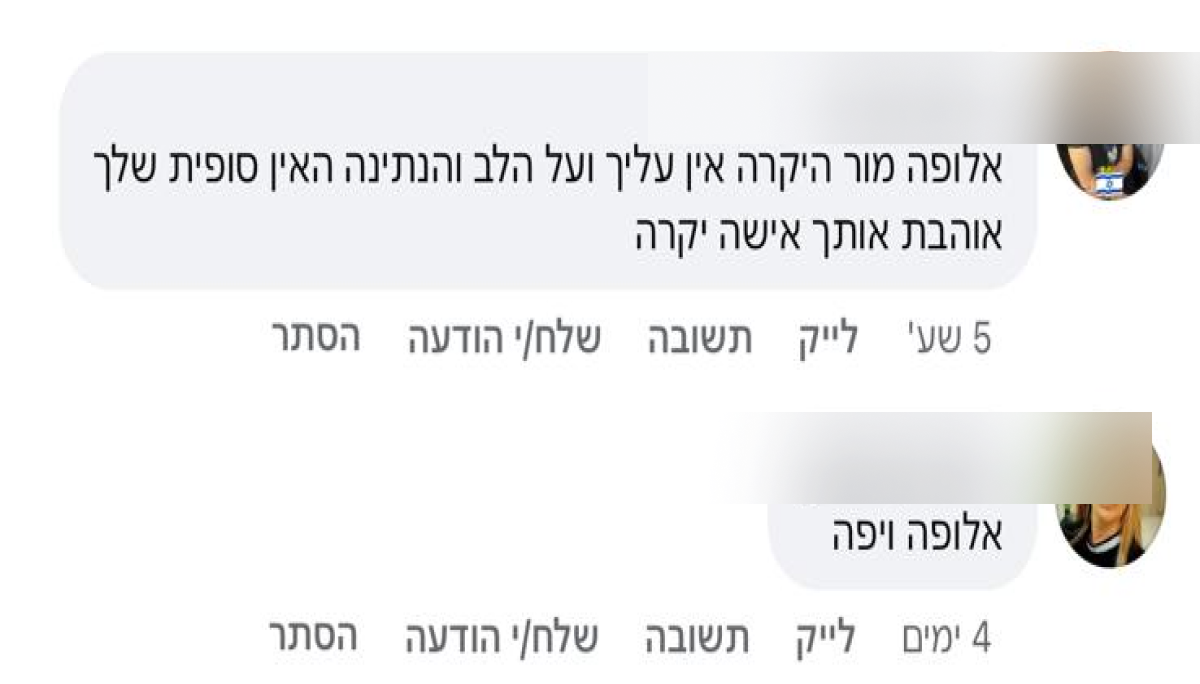 אלופה מור היקרה אין עליך ועל הלב והנתינה האין סופית שלך
אוהבת אותך אישה יקרה
5 שע' לייק תשובה שלח/י הודעה הסתר
אלופה ויפה
4 ימים לייק תשובה שלח/י הודעה הסתר